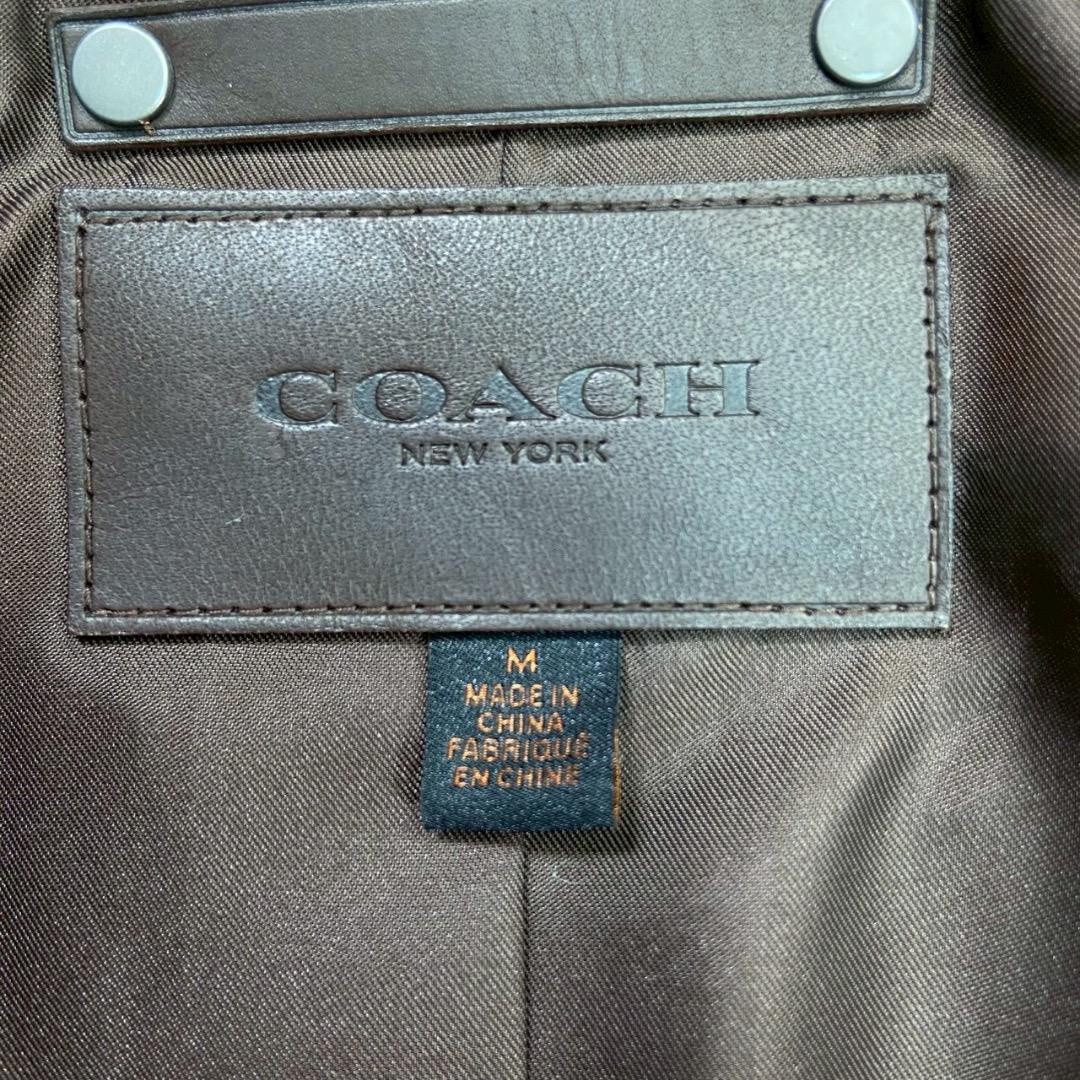 COACH
NEW YORK
M
MADE IN
CHINA
FABRIQUÉ
EN CHINE